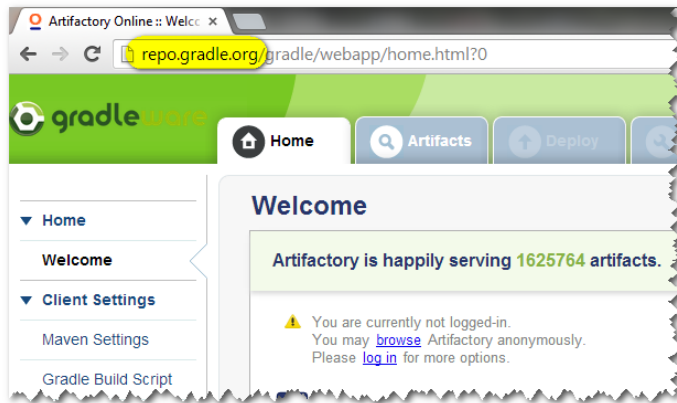 Artifactory Online :: Welcc
repo.gradle.org/gradle/webapp/home.html?0
gradleware
Home
Artifacts
Deploy
Home
Welcome
Client Settings
Maven Settings
Gradle Build Script
Welcome
Artifactory is happily serving 1625764 artifacts.
You are currently not logged-in.
You may browse Artifactory anonymously.
Please log in for more options.